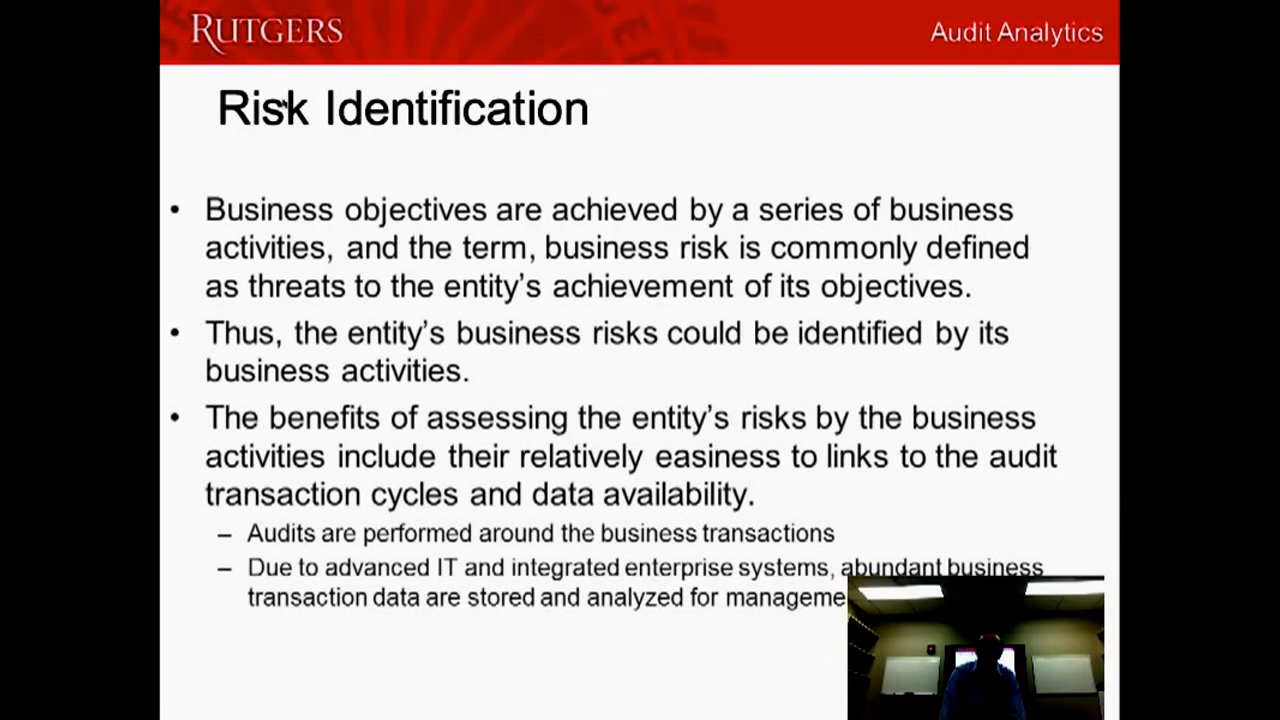 RUTGERS
Audit Analytics
Risk Identification
• Business objectives are achieved by a series of business
activities, and the term, business risk is commonly defined
as threats to the entity's achievement of its objectives.
• Thus, the entity's business risks could be identified by its
business activities.
• The benefits of assessing the entity's risks by the business
activities include their relatively easiness to links to the audit
transaction cycles and data availability.
– Audits are performed around the business transactions
– Due to advanced IT and integrated enterprise systems, abundant business
transaction data are stored and analyzed for